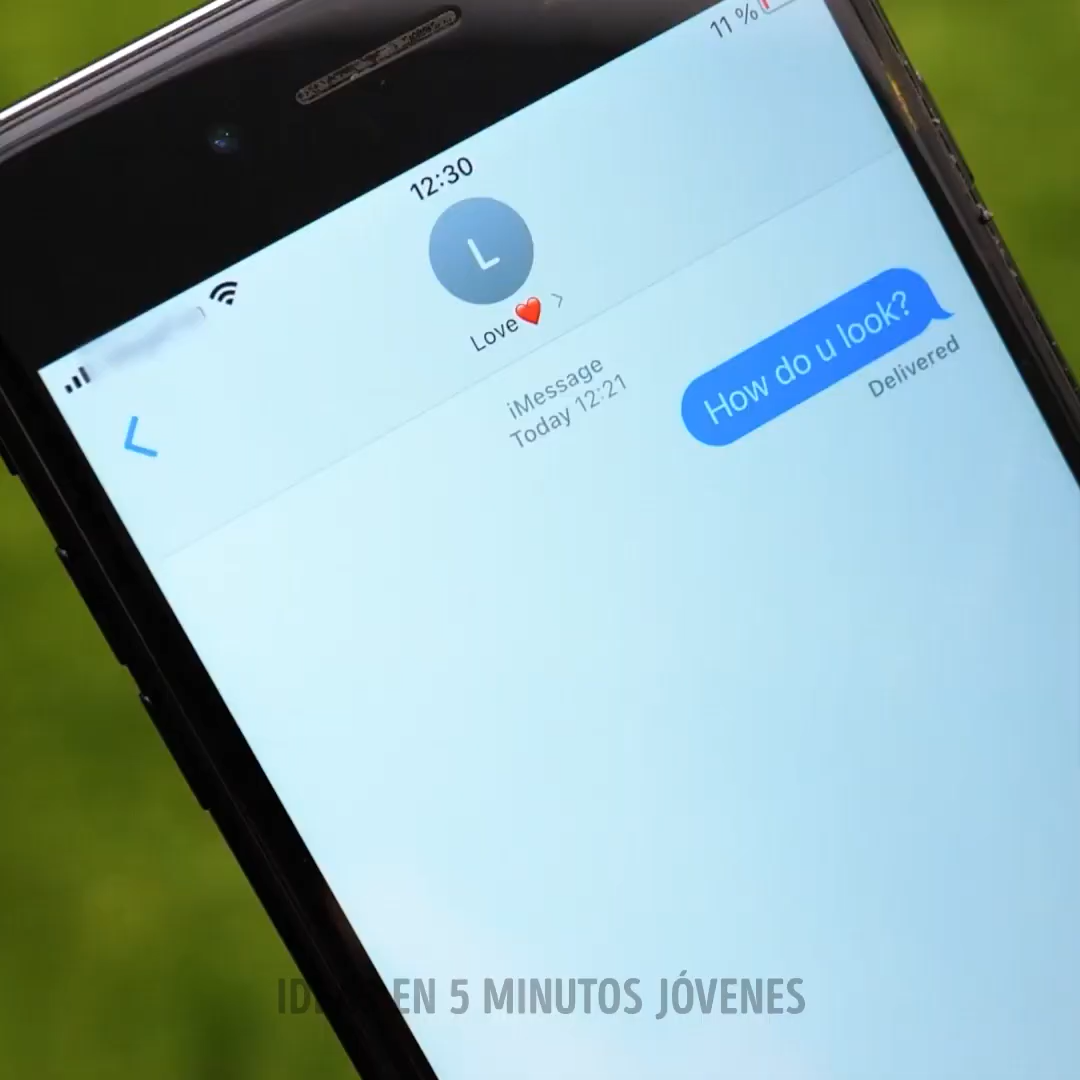 11 %
12:30
L
Love❤️ >
iMessage
Today 12:21
How do u look?
Delivered
EN 5 MINUTOS JÓVENES